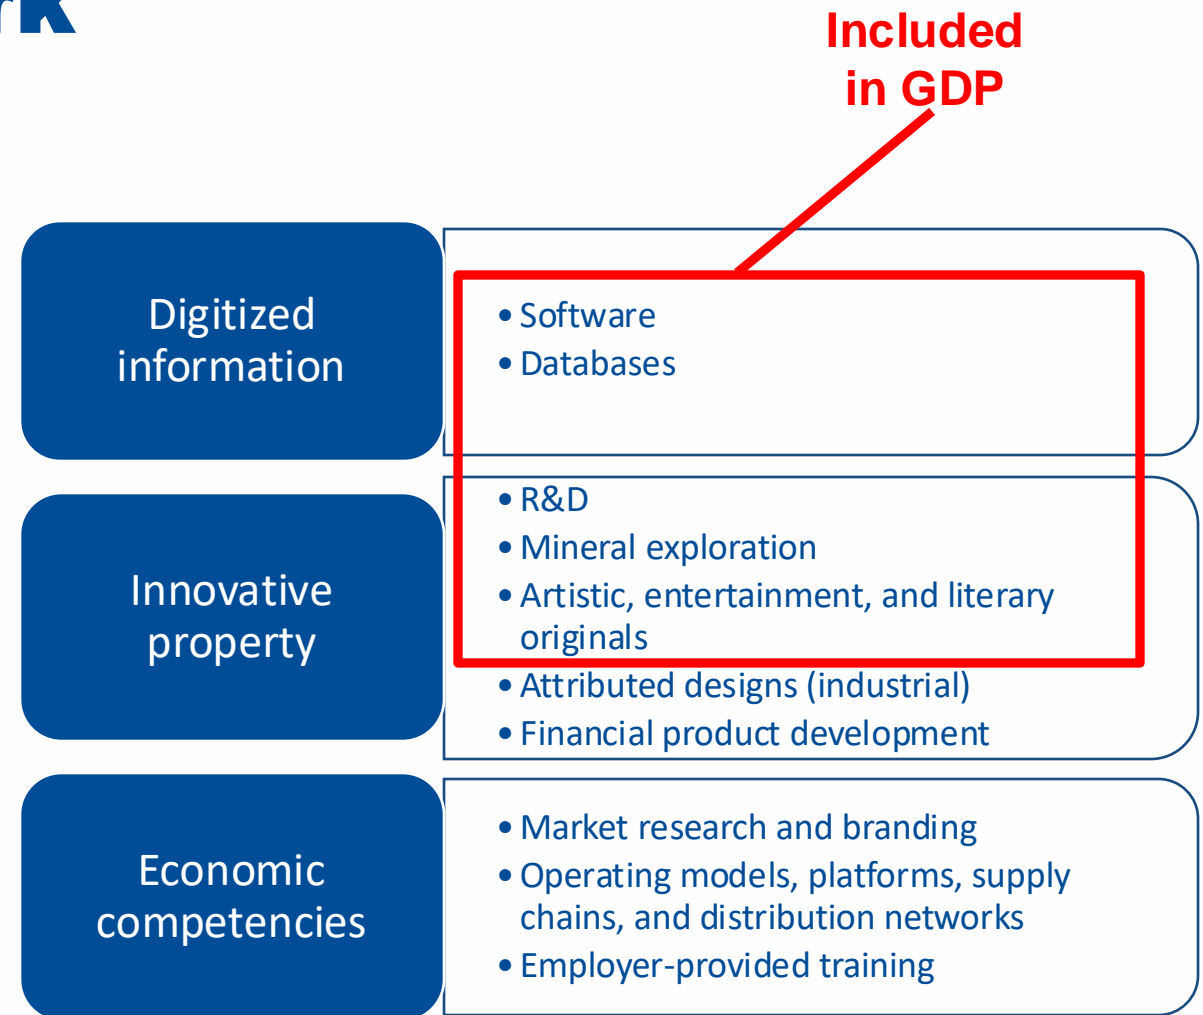 rk
Included
in GDP
Digitized
information
• Software
• Databases
Innovative
property
• R&D
• Mineral exploration
• Artistic, entertainment, and literary
originals
• Attributed designs (industrial)
• Financial product development
Economic
competencies
• Market research and branding
• Operating models, platforms, supply
chains, and distribution networks
• Employer-provided training